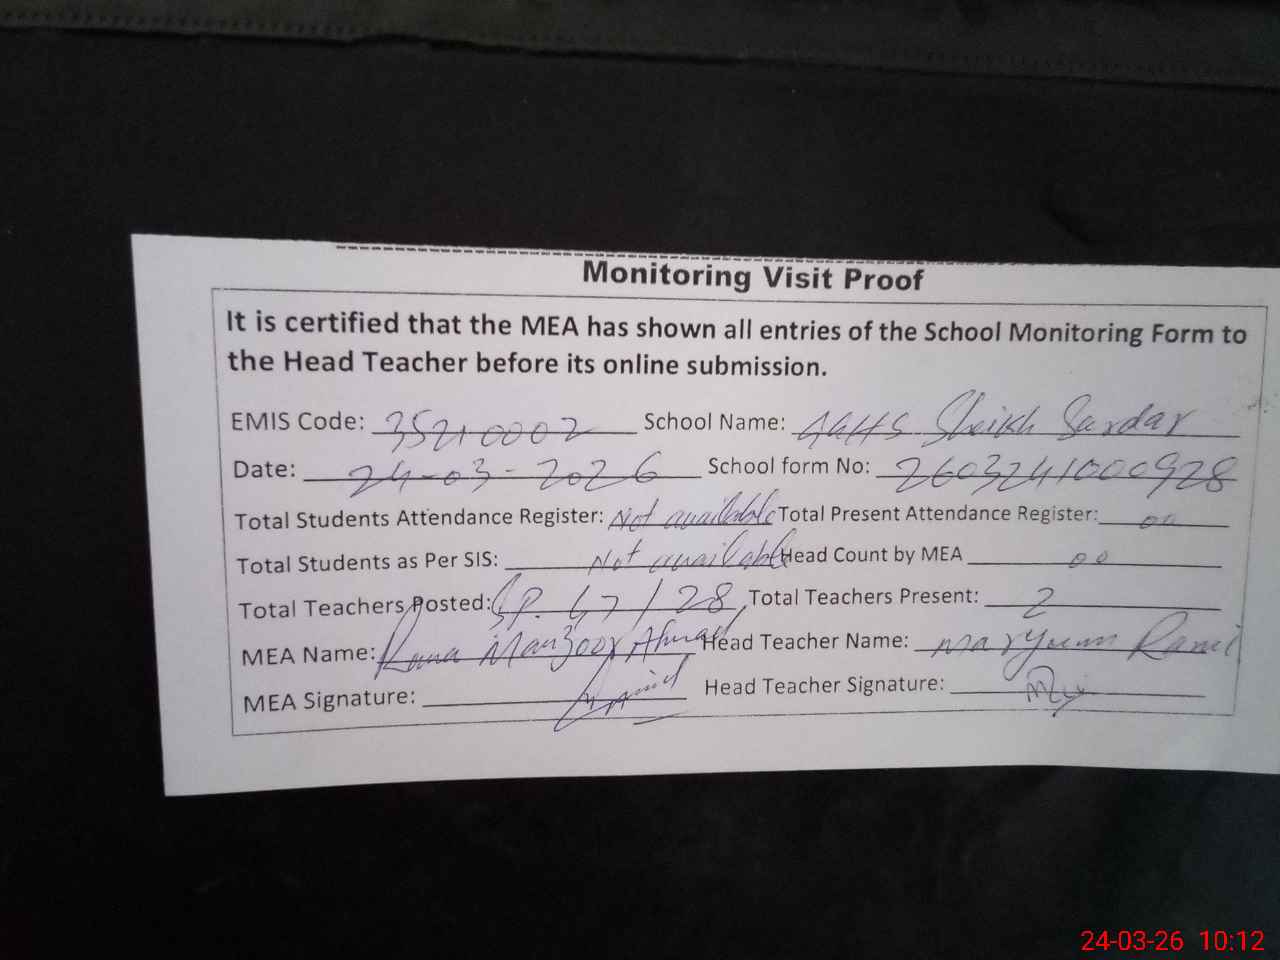 Monitoring Visit Proof
It is certified that the MEA has shown all entries of the School Monitoring Form to
the Head Teacher before its online submission.
EMIS Code: 35210002 School Name: GGHS Sheikh Sardar
Date: 24-03-2026 School form No: 2603241000928
Total Students Attendance Register: Not available Total Present Attendance Register: 00
Total Students as Per SIS: Not available Head Count by MEA 00
Total Teachers Posted: 67/28 Total Teachers Present: 2
MEA Name: Rana Manzoor Ahmad Head Teacher Name: Maryum
MEA Signature: Head Teacher Signature:
24-03-26 10:12